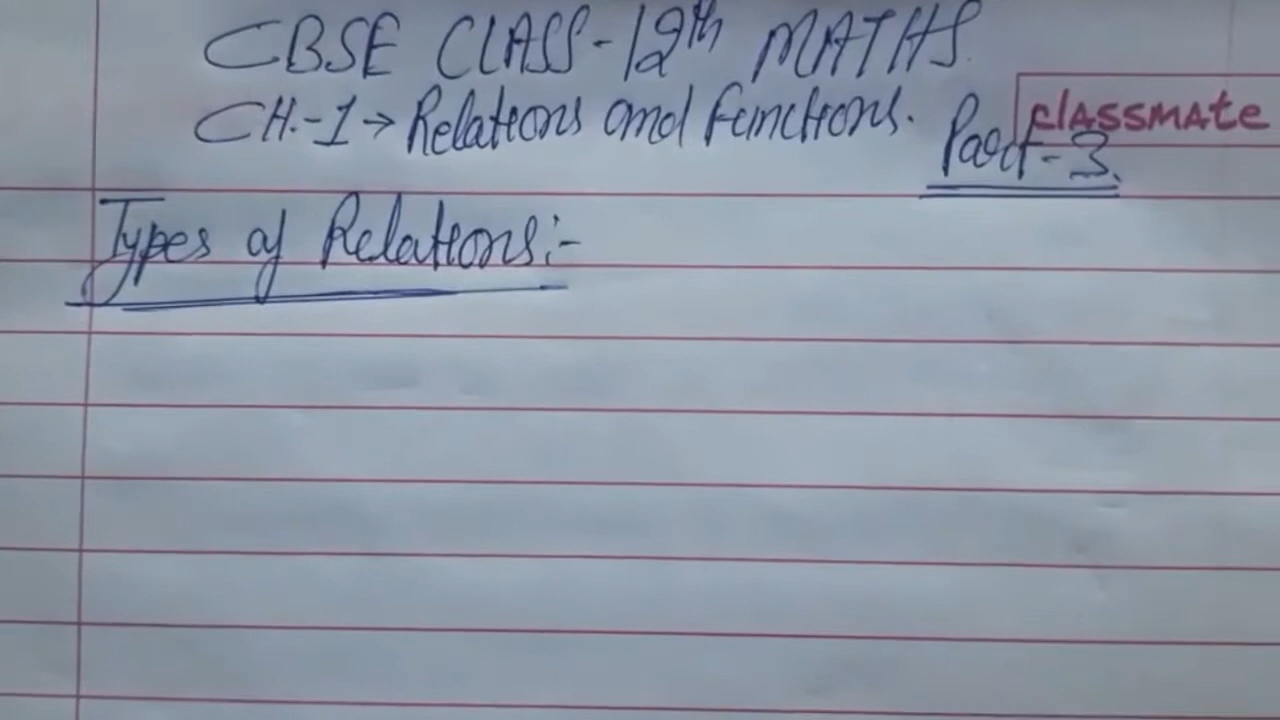 CBSE CLASS-12th MATHS.
CH.-1→Relations and functions.
classmate
Part-3.
Types of Relations:-